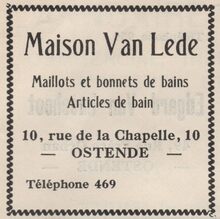 Maison Van Lede
Maillots et bonnets de bains
Articles de bain
10, rue de la Chapelle, 10
— OSTENDE —
Téléphone 469